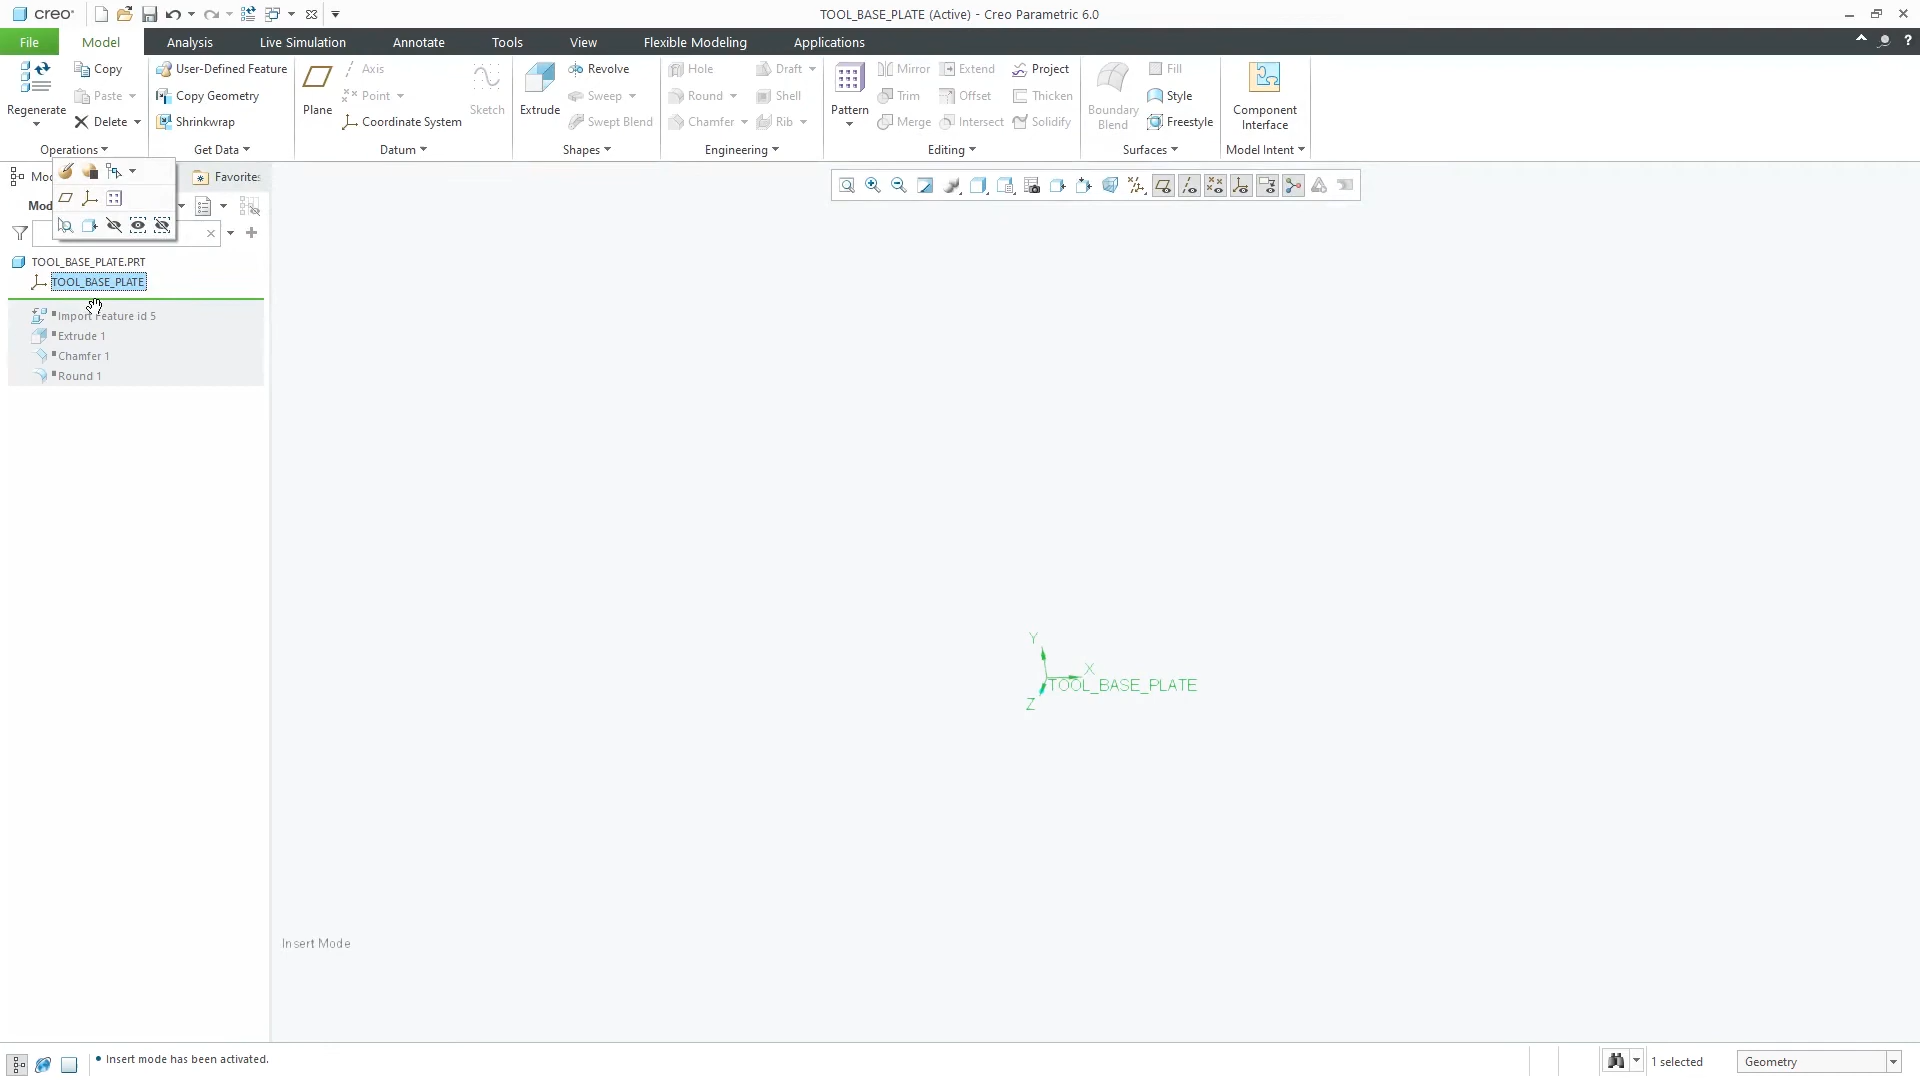 creo
TOOL_BASE_PLATE (Active) - Creo Parametric 6.0
File
Model
Analysis
Live Simulation
Annotate
Tools
View
Flexible Modeling
Applications
Regenerate
Copy
Paste
Delete
Operations
User-Defined Feature
Copy Geometry
Shrinkwrap
Get Data
Plane
Axis
Point
Coordinate System
Sketch
Datum
Extrude
Revolve
Sweep
Swept Blend
Shapes
Hole
Round
Chamfer
Draft
Shell
Rib
Engineering
Pattern
Mirror
Trim
Merge
Extend
Offset
Intersect
Project
Thicken
Solidify
Editing
Boundary
Blend
Fill
Style
Freestyle
Surfaces
Component
Interface
Model Intent
Favorites
TOOL_BASE_PLATE.PRT
TOOL_BASE_PLATE
Import Feature id 5
Extrude 1
Chamfer 1
Round 1
Y
X
TOOL_BASE_PLATE
Z
Insert Mode
Insert mode has been activated.
1 selected
Geometry